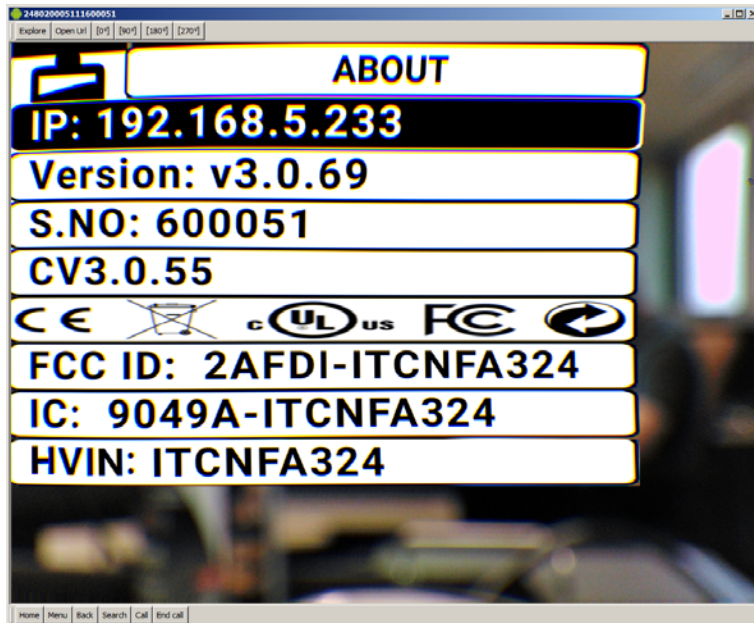 2480200051116​00051
Explore Open Url [0°] [90°] [180°] [270°]
ABOUT
IP: 192.168.5.233
Version: v3.0.69
S.NO: 600051
CV3.0.55
CE c UL us FC
FCC ID: 2AFDI-ITCNFA324
IC: 9049A-ITCNFA324
HVIN: ITCNFA324
Home Menu Back Search Call End call